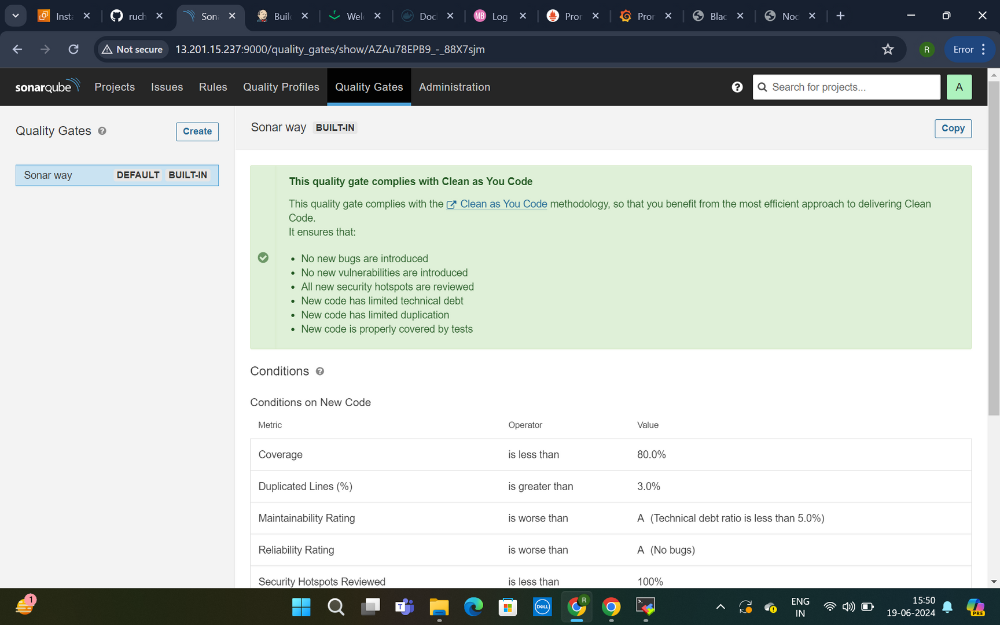 Insta
ruch
Son
Build
Wel
Doc
MB Log
Pror
Pror
Blac
Nod
Not secure
13.201.15.237:9000/quality_gates/show/AZAu78EPB9_-_88X7sjm
R
Error
sonarqube
Projects
Issues
Rules
Quality Profiles
Quality Gates
Administration
?
Search for projects...
A
Quality Gates ?
Create
Sonar way DEFAULT BUILT-IN
Sonar way BUILT-IN
Copy
This quality gate complies with Clean as You Code
This quality gate complies with the Clean as You Code methodology, so that you benefit from the most efficient approach to delivering Clean
Code.
It ensures that:
• No new bugs are introduced
• No new vulnerabilities are introduced
• All new security hotspots are reviewed
• New code has limited technical debt
• New code has limited duplication
• New code is properly covered by tests
Conditions ?
Conditions on New Code
Metric Operator Value
Coverage is less than 80.0%
Duplicated Lines (%) is greater than 3.0%
Maintainability Rating is worse than A (Technical debt ratio is less than 5.0%)
Reliability Rating is worse than A (No bugs)
Security Hotspots Reviewed is less than 100%
1
T
DELL
R
ENG
IN
15:50
19-06-2024
PRE